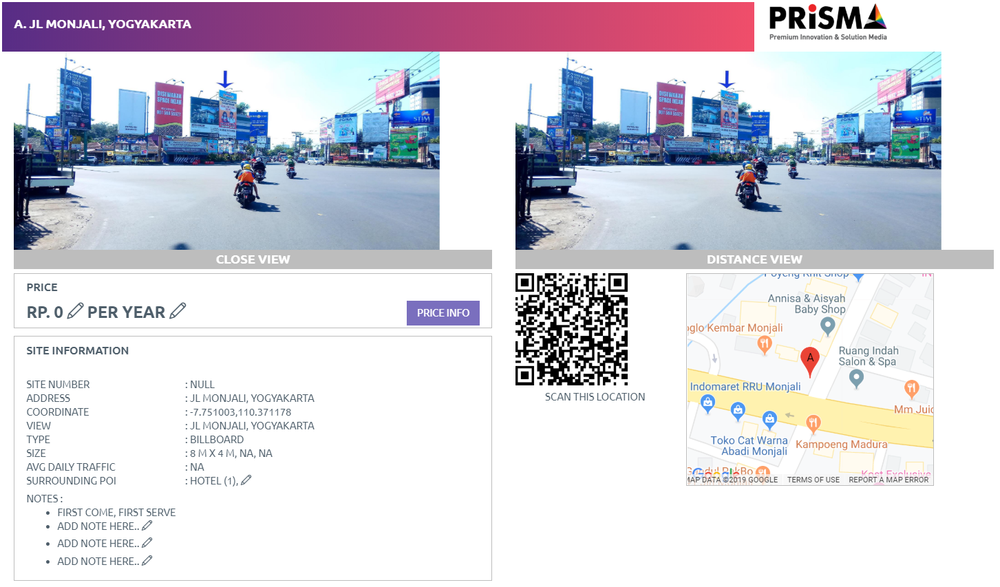 A. JL MONJALI, YOGYAKARTA
PRiSMA
Premium Innovation & Solution Media
DISEWAKAN
SPACE IKLAN
STIM
DISEWAKAN
SPACE IKLAN
STIM
CLOSE VIEW
DISTANCE VIEW
PRICE
RP. 0 PER YEAR
PRICE INFO
SITE INFORMATION
SITE NUMBER : NULL
ADDRESS : JL MONJALI, YOGYAKARTA
COORDINATE : -7.751003,110.371178
VIEW : JL MONJALI, YOGYAKARTA
TYPE : BILLBOARD
SIZE : 8 M X 4 M, NA, NA
AVG DAILY TRAFFIC : NA
SURROUNDING POI : HOTEL (1),
NOTES :
• FIRST COME, FIRST SERVE
• ADD NOTE HERE..
• ADD NOTE HERE..
• ADD NOTE HERE..
SCAN THIS LOCATION
Poyeng Knit Shop
Annisa & Aisyah
Baby Shop
oglo Kembar Monjali
A
Ruang Indah
Salon & Spa
Indomaret RRU Monjali
Mm Juic
Toko Cat Warna
Abadi Monjali
Kampoeng Madura
Google
Kost Exclusive
MAP DATA ©2019 GOOGLE
TERMS OF USE
REPORT A MAP ERROR